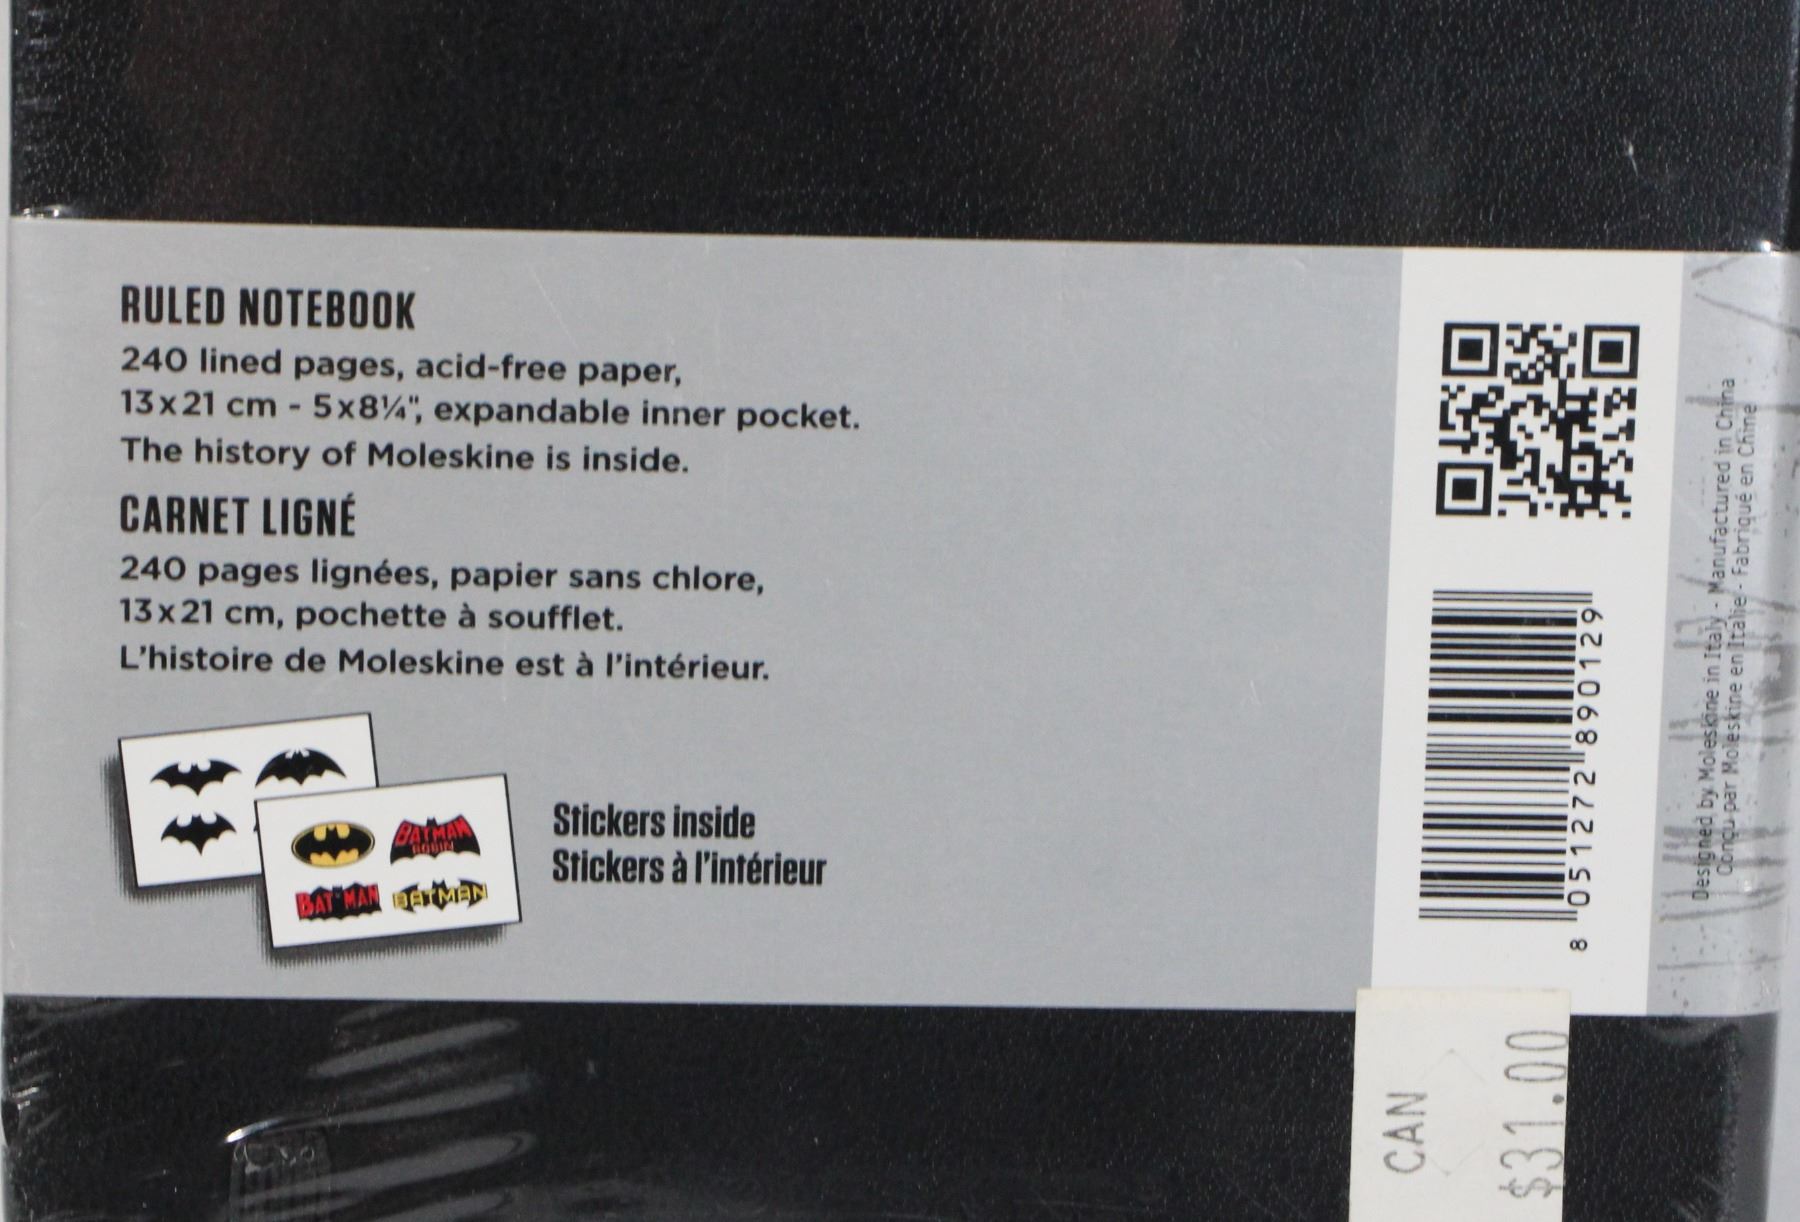 RULED NOTEBOOK
240 lined pages, acid-free paper,
13x21 cm - 5x8¼", expandable inner pocket.
The history of Moleskine is inside.
CARNET LIGNÉ
240 pages lignées, papier sans chlore,
13x21 cm, pochette à soufflet.
L'histoire de Moleskine est à l'intérieur.
BATMAN
ROBIN
BATMAN
BATMAN
Stickers inside
Stickers à l'intérieur
8 051272 890129
Designed by Moleskine in Italy - Manufactured in China
Conçu par Moleskine en Italie - Fabriqué en Chine
CAN
$31.00